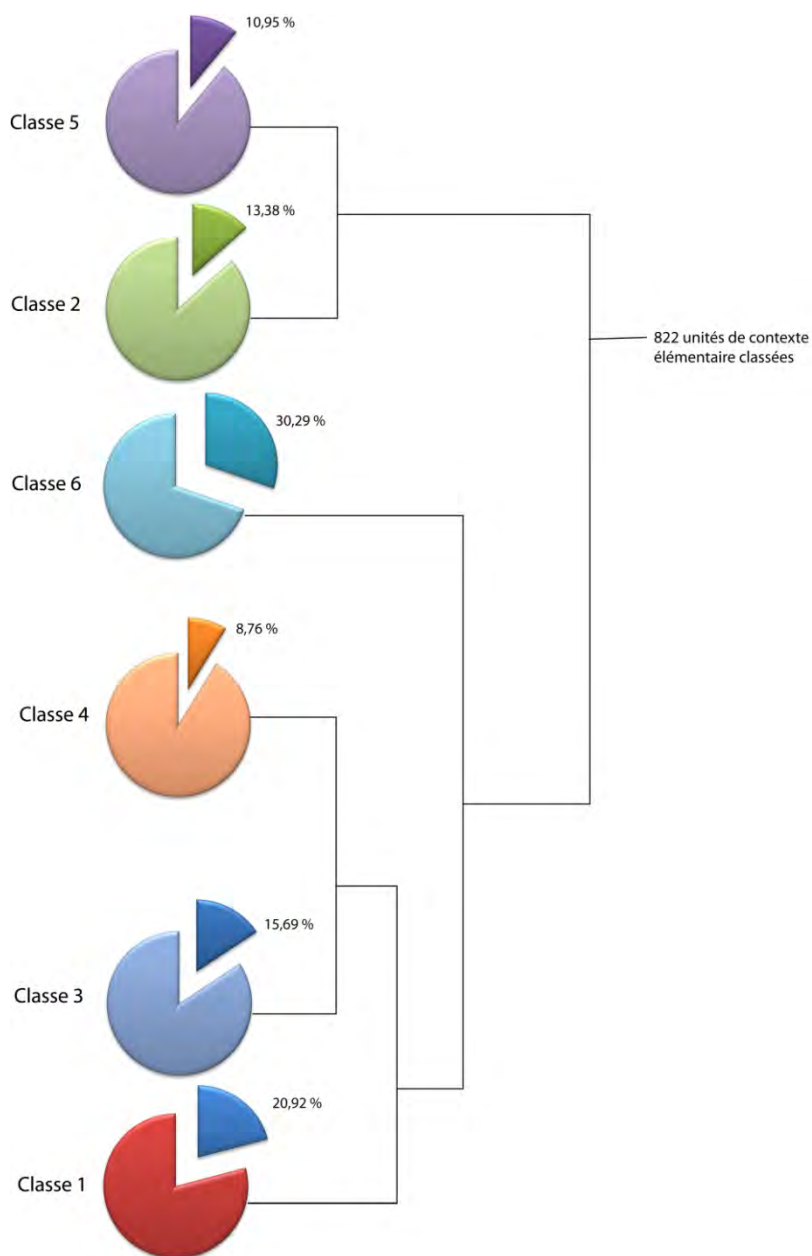 10,95 %
Classe 5
13,38 %
Classe 2
822 unités de contexte
élémentaire classées
30,29 %
Classe 6
8,76 %
Classe 4
15,69 %
Classe 3
20,92 %
Classe 1